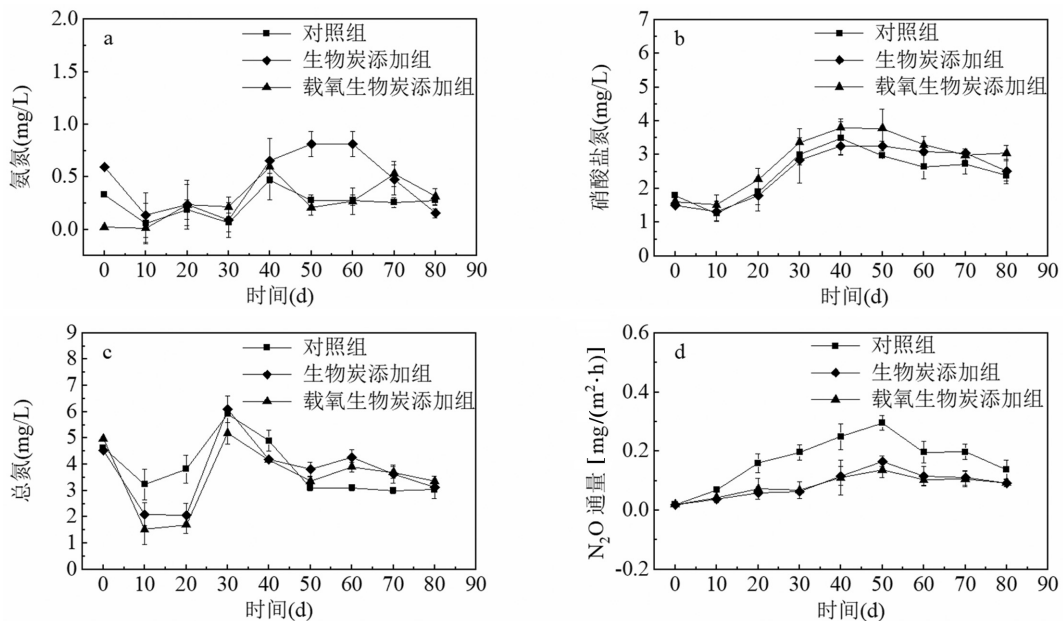 a
对照组
生物炭添加组
载氧生物炭添加组
2.0
1.5
1.0
0.5
0.0
氨氮(mg/L)
0 10 20 30 40 50 60 70 80 90
时间(d)
b
对照组
生物炭添加组
载氧生物炭添加组
7
6
5
4
3
2
1
0
硝酸盐氮(mg/L)
0 10 20 30 40 50 60 70 80 90
时间(d)
c
对照组
生物炭添加组
载氧生物炭添加组
9
8
7
6
5
4
3
2
1
0
总氮(mg/L)
0 10 20 30 40 50 60 70 80 90
时间(d)
d
对照组
生物炭添加组
载氧生物炭添加组
0.6
0.4
0.2
0.0
-0.2
N₂O 通量 [mg/(m²·h)]
0 10 20 30 40 50 60 70 80 90
时间(d)